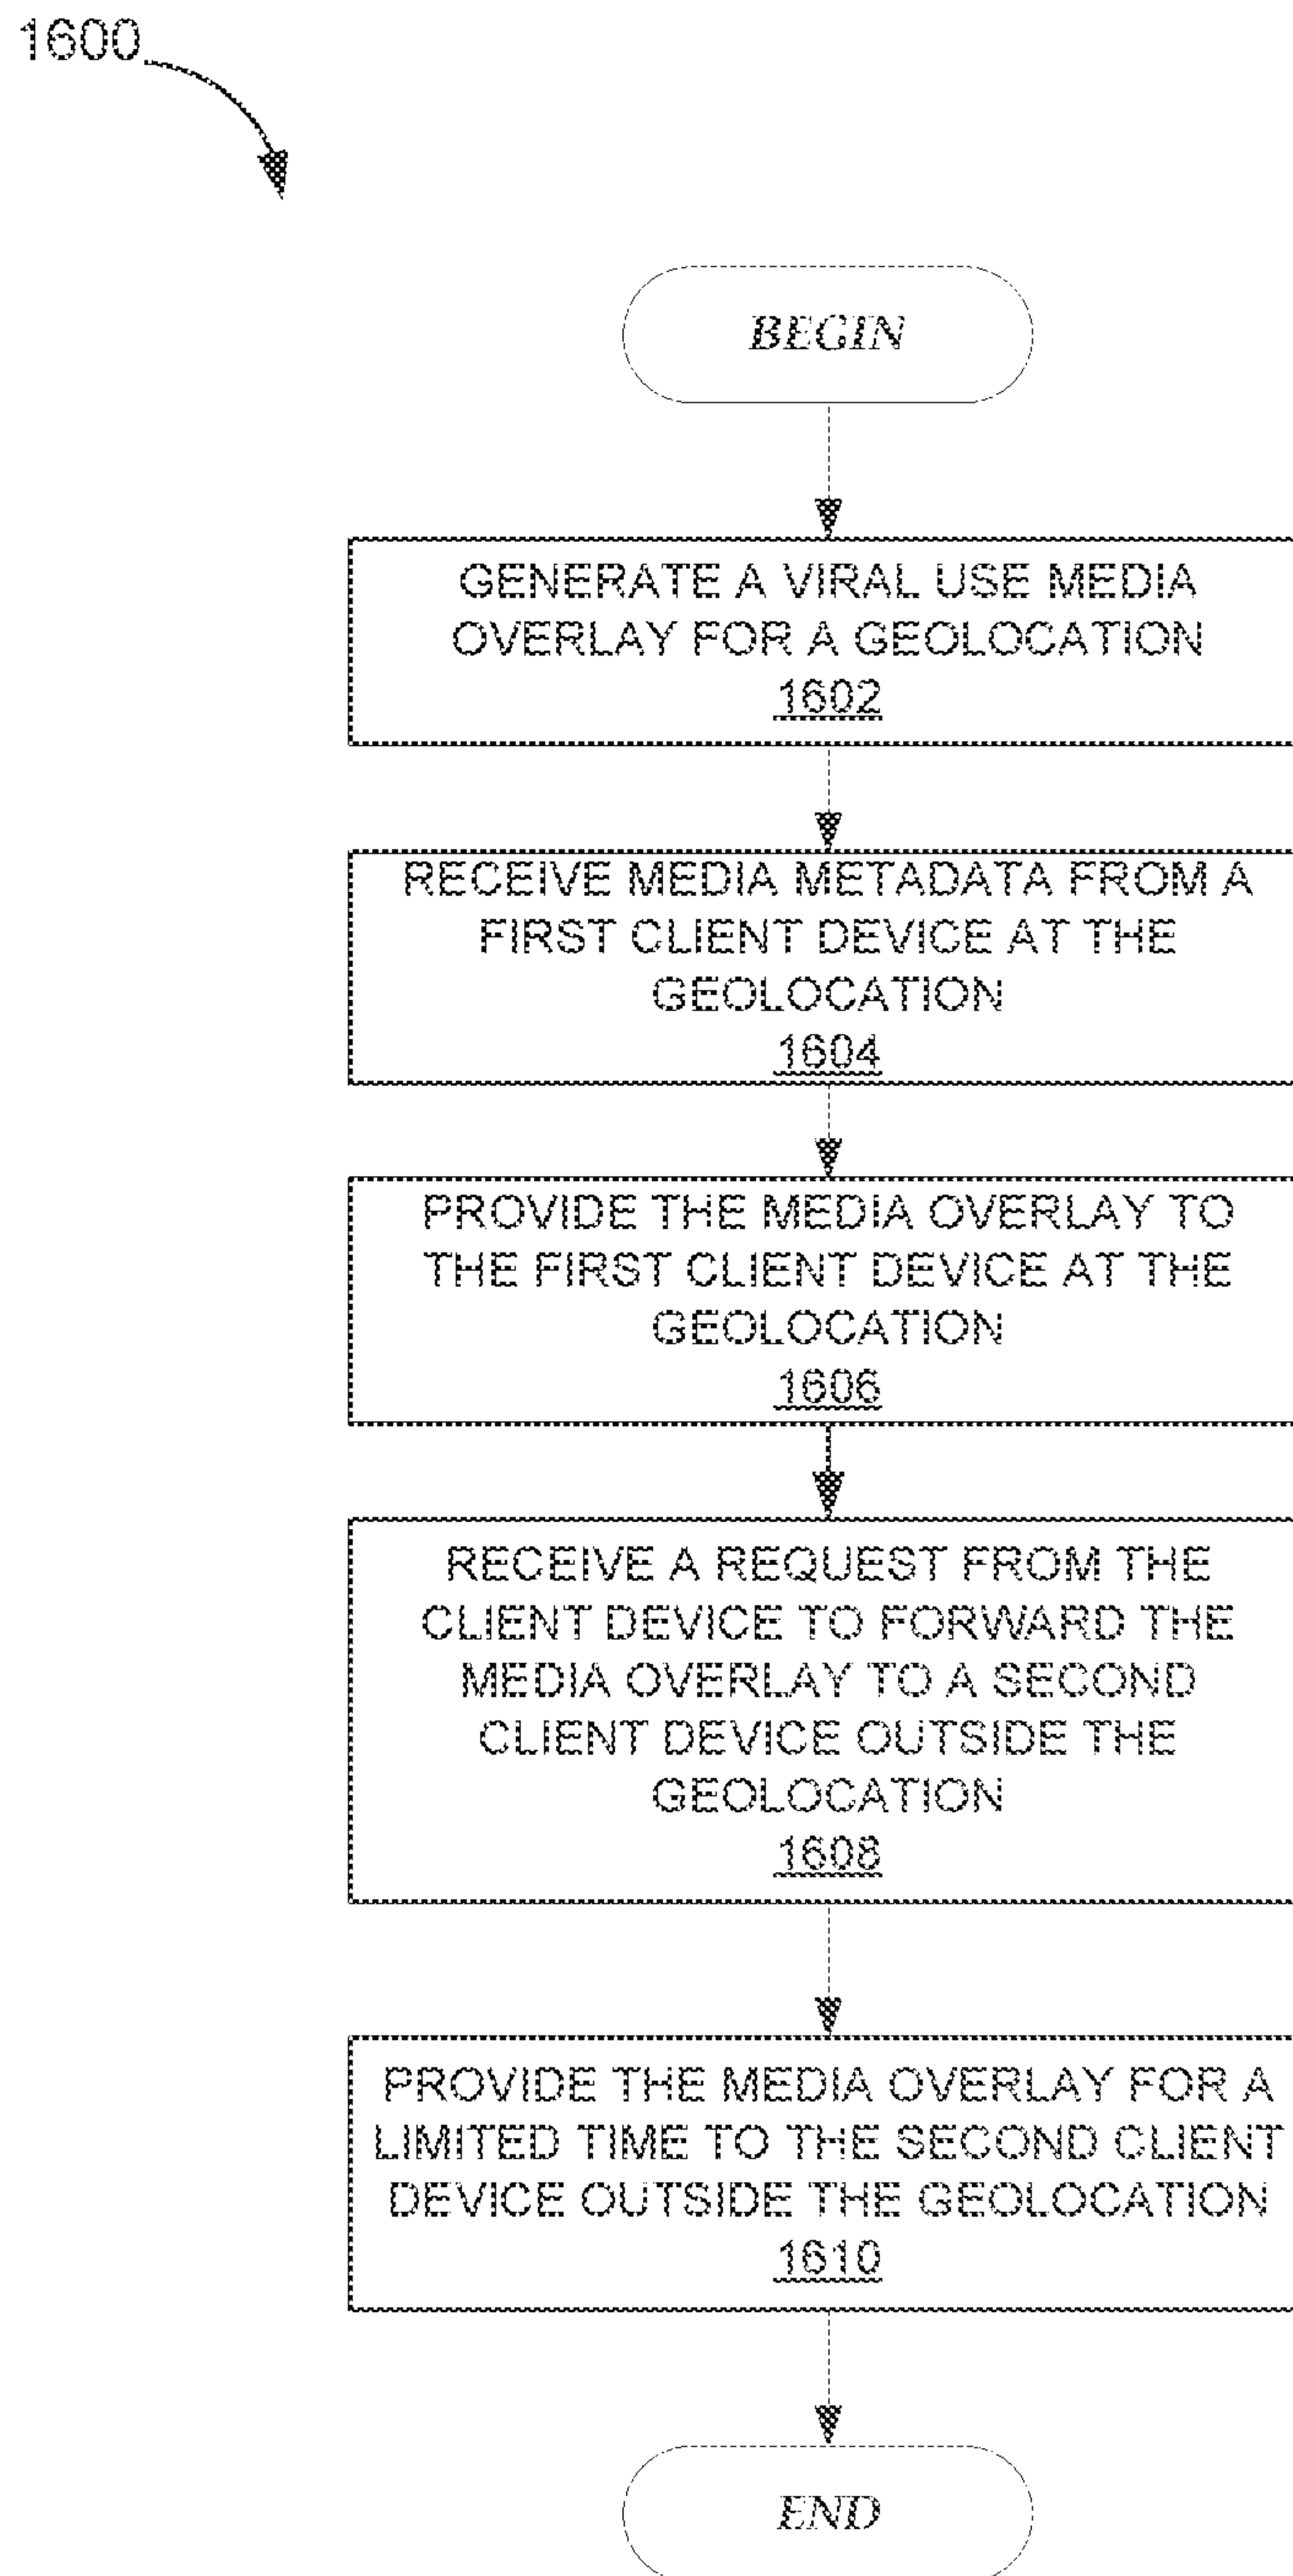 1600
BEGIN
GENERATE A VIRAL USE MEDIA
OVERLAY FOR A GEOLOCATION
1602
RECEIVE MEDIA METADATA FROM A
FIRST CLIENT DEVICE AT THE
GEOLOCATION
1604
PROVIDE THE MEDIA OVERLAY TO
THE FIRST CLIENT DEVICE AT THE
GEOLOCATION
1606
RECEIVE A REQUEST FROM THE
CLIENT DEVICE TO FORWARD THE
MEDIA OVERLAY TO A SECOND
CLIENT DEVICE OUTSIDE THE
GEOLOCATION
1608
PROVIDE THE MEDIA OVERLAY FOR A
LIMITED TIME TO THE SECOND CLIENT
DEVICE OUTSIDE THE GEOLOCATION
1610
END